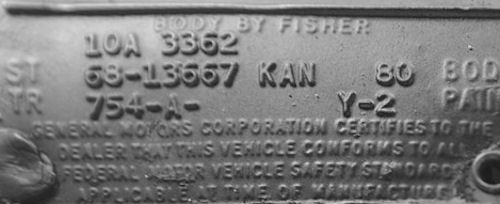 BODY BY FISHER
10A 3362
ST 68-13667 KAN 80 BOD
TR 754-A- Y-2 PAIN
GENERAL MOTORS CORPORATION CERTIFIES TO THE
DEALER THAT THIS VEHICLE CONFORMS TO ALL
FEDERAL MOTOR VEHICLE SAFETY STANDARD
APPLICABLE AT TIME OF MANUFACTURE